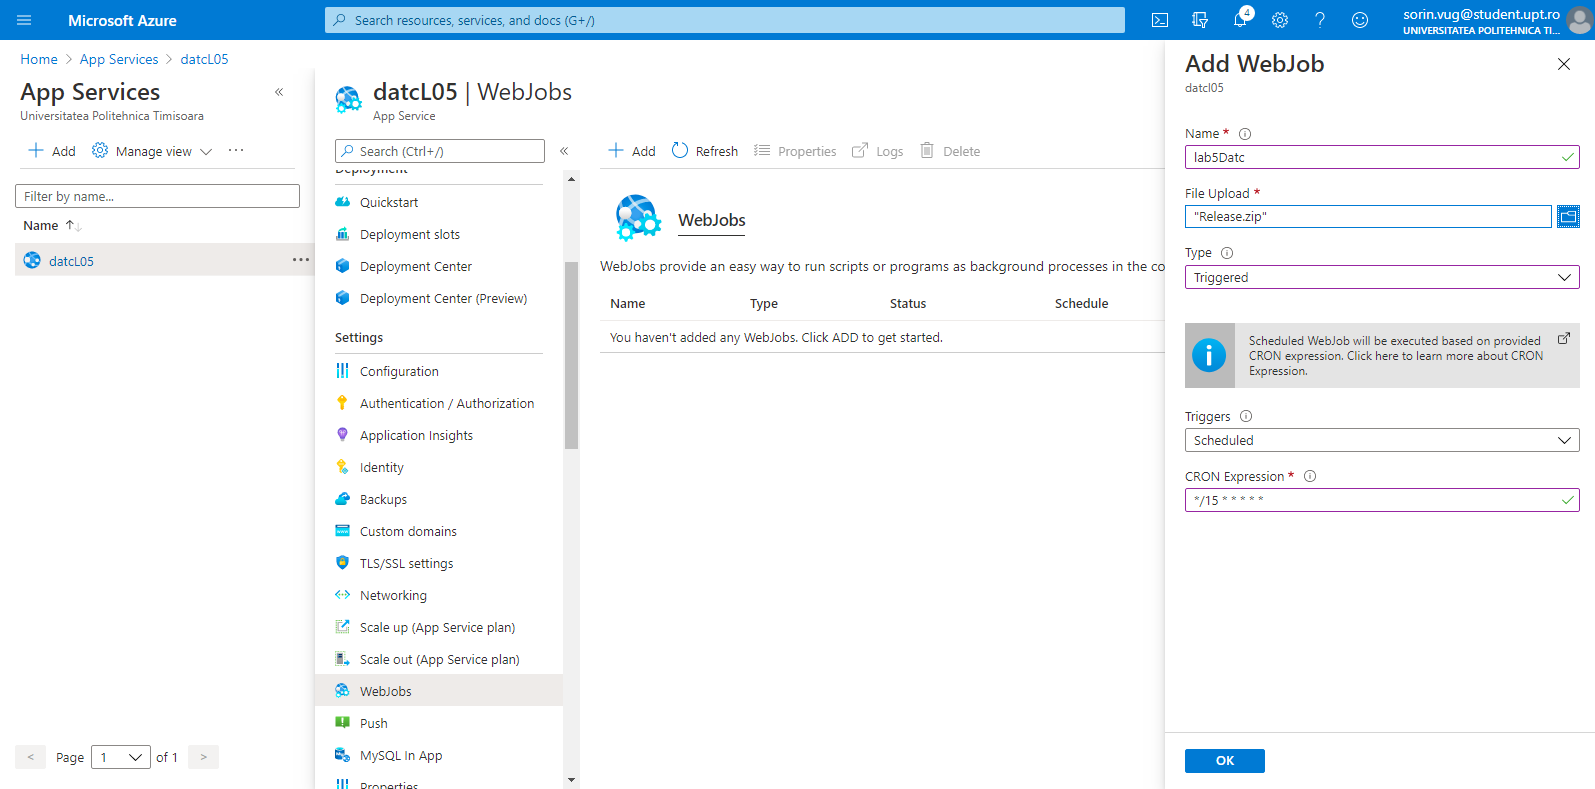 Microsoft Azure
Search resources, services, and docs (G+/)
4
sorin.vug@student.upt.ro
UNIVERSITATEA POLITEHNICA TI...
Home > App Services > datcL05
App Services
Universitatea Politehnica Timisoara
«
Add
Manage view
...
Filter by name...
Name ↑↓
datcL05
...
< Page 1 of 1 >
datcL05 | WebJobs
App Service
Search (Ctrl+/)
«
Deployment
Quickstart
Deployment slots
Deployment Center
Deployment Center (Preview)
Settings
Configuration
Authentication / Authorization
Application Insights
Identity
Backups
Custom domains
TLS/SSL settings
Networking
Scale up (App Service plan)
Scale out (App Service plan)
WebJobs
Push
MySQL In App
Properties
Add Refresh Properties Logs Delete
WebJobs
WebJobs provide an easy way to run scripts or programs as background processes in the co
Name Type Status Schedule
You haven't added any WebJobs. Click ADD to get started.
Add WebJob
datcl05
Name *
lab5Datc
File Upload *
"Release.zip"
Type
Triggered
Scheduled WebJob will be executed based on provided
CRON expression. Click here to learn more about CRON
Expression.
Triggers
Scheduled
CRON Expression *
*/15 * * * * *
OK